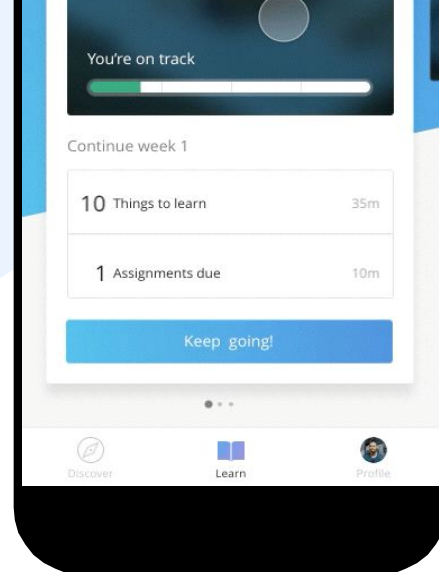 You're on track
Continue week 1
10 Things to learn 35m
1 Assignments due 10m
Keep going!
Discover Learn Profile